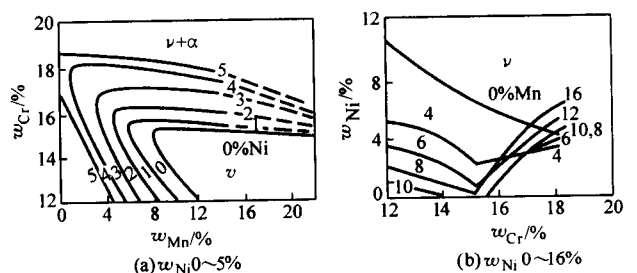 20
18
16
14
12
w_Cr/%
ν+α
5
4
3
2
1
0%Ni
υ
5 4 3 2 1 0
0 4 8 12 16 20
w_Mn/%
(a) w_Ni 0~5%
12
8
4
0
w_Ni/%
ν
0%Mn
16
12
10,8
6
4
4
6
8
10
12 14 16 18 20
w_Cr/%
(b) w_Ni 0~16%